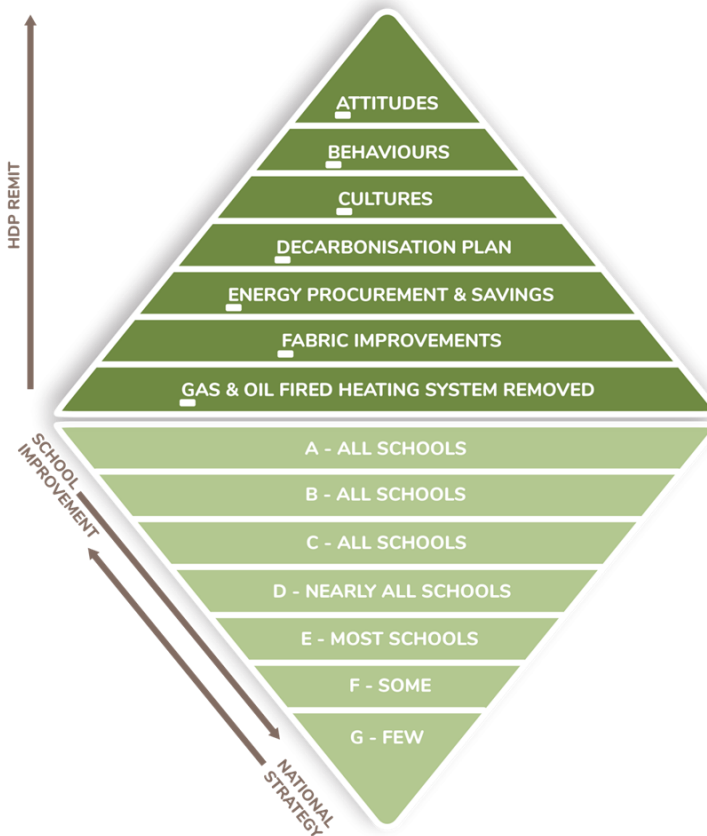 HDP REMIT
ATTITUDES
BEHAVIOURS
CULTURES
DECARBONISATION PLAN
ENERGY PROCUREMENT & SAVINGS
FABRIC IMPROVEMENTS
GAS & OIL FIRED HEATING SYSTEM REMOVED
SCHOOL
IMPROVEMENT
A - ALL SCHOOLS
B - ALL SCHOOLS
C - ALL SCHOOLS
D - NEARLY ALL SCHOOLS
E - MOST SCHOOLS
F - SOME
G - FEW
NATIONAL
STRATEGY